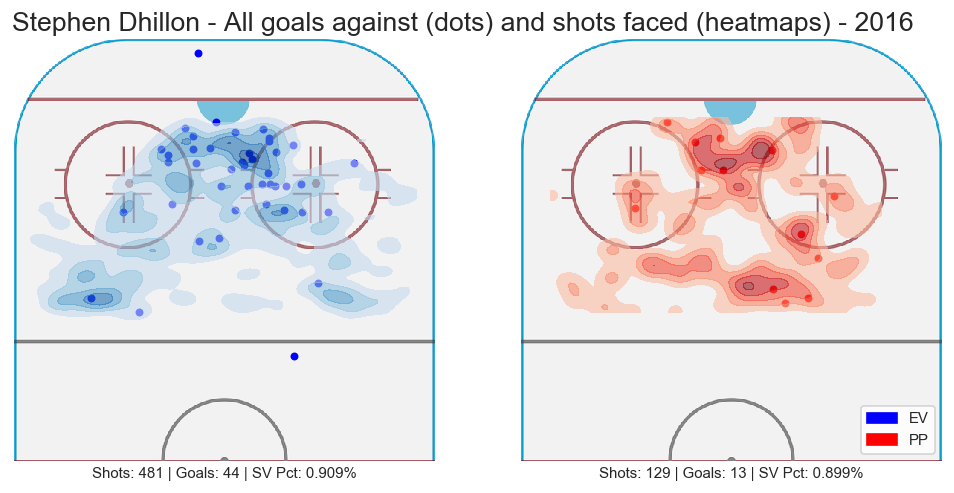 Stephen Dhillon - All goals against (dots) and shots faced (heatmaps) - 2016
EV
PP
Shots: 481 | Goals: 44 | SV Pct: 0.909%
Shots: 129 | Goals: 13 | SV Pct: 0.899%